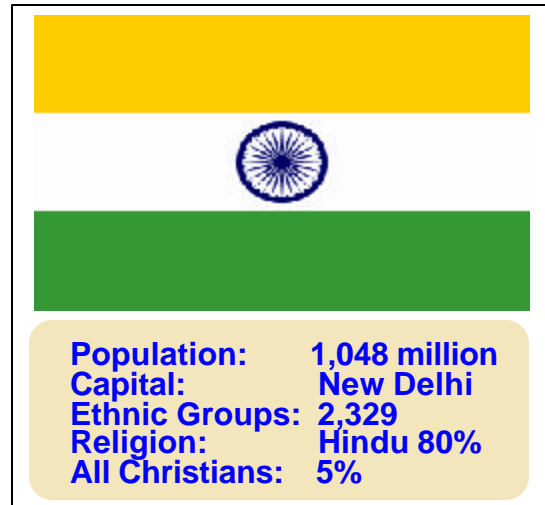 Population: 1,048 million
Capital: New Delhi
Ethnic Groups: 2,329
Religion: Hindu 80%
All Christians: 5%